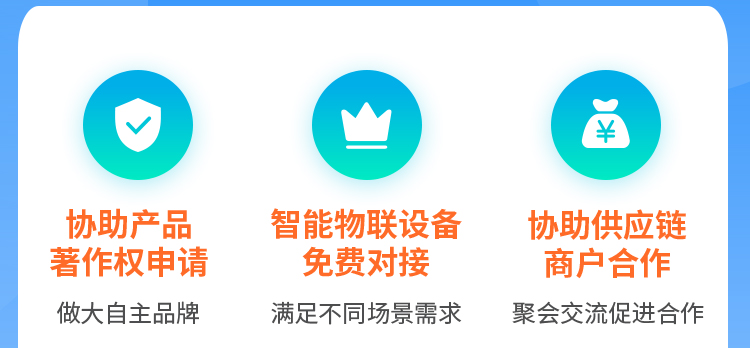 协助产品
著作权申请
做大自主品牌
智能物联设备
免费对接
满足不同场景需求
协助供应链
商户合作
聚会交流促进合作